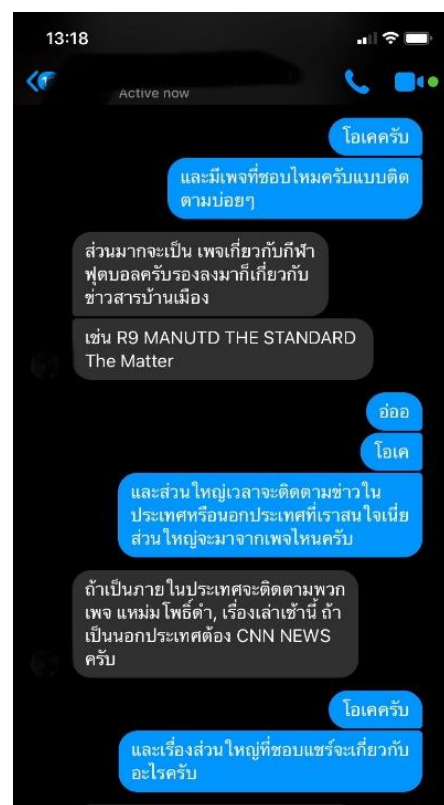 13:18
Active now
โอเคครับ
และมีเพจที่ชอบไหมครับแบบติด
ตามบ่อยๆ
ส่วนมากจะเป็น เพจเกี่ยวกับกีฬา
ฟุตบอลครับรองลงมาก็เกี่ยวกับ
ข่าวสารบ้านเมือง
เช่น R9 MANUTD THE STANDARD
The Matter
อ่ออ
โอเค
และส่วนใหญ่เวลาจะติดตามข่าวใน
ประเทศหรือนอกประเทศที่เราสนใจเนี่ย
ส่วนใหญ่จะมาจากเพจไหนครับ
ถ้าเป็นภายในประเทศจะติดตามพวก
เพจ แหม่มโพธิ์ดำ, เรื่องเล่าเช้านี้ ถ้า
เป็นนอกประเทศต้อง CNN NEWS
ครับ
โอเคครับ
และเรื่องส่วนใหญ่ที่ชอบแชร์จะเกี่ยวกับ
อะไรครับ